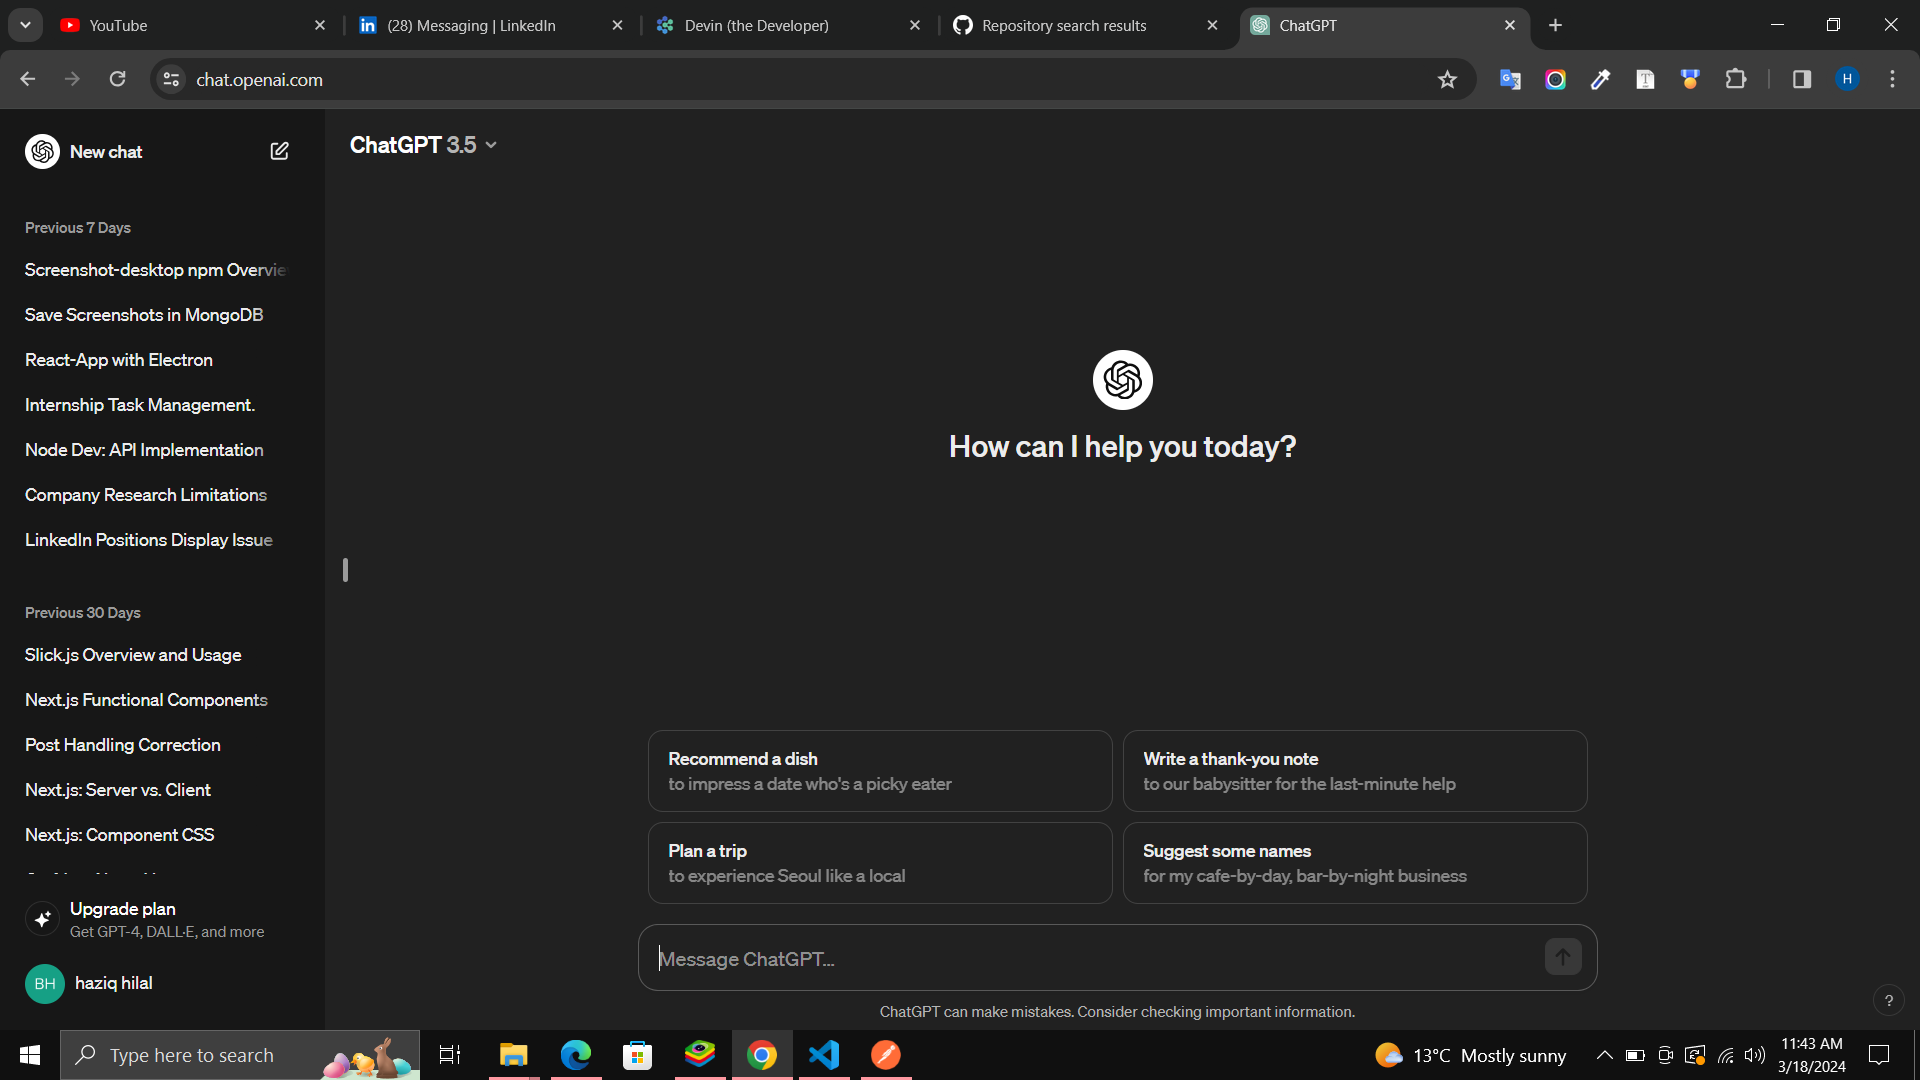 YouTube
(28) Messaging | LinkedIn
Devin (the Developer)
Repository search results
ChatGPT
chat.openai.com
H
New chat
ChatGPT 3.5
Previous 7 Days
Screenshot-desktop npm Overvie
Save Screenshots in MongoDB
React-App with Electron
Internship Task Management.
Node Dev: API Implementation
Company Research Limitations
LinkedIn Positions Display Issue
Previous 30 Days
Slick.js Overview and Usage
Next.js Functional Components
Post Handling Correction
Next.js: Server vs. Client
Next.js: Component CSS
Upgrade plan
Get GPT-4, DALL·E, and more
BH
haziq hilal
How can I help you today?
Recommend a dish
to impress a date who's a picky eater
Write a thank-you note
to our babysitter for the last-minute help
Plan a trip
to experience Seoul like a local
Suggest some names
for my cafe-by-day, bar-by-night business
Message ChatGPT...
ChatGPT can make mistakes. Consider checking important information.
?
Type here to search
13°C Mostly sunny
11:43 AM
3/18/2024